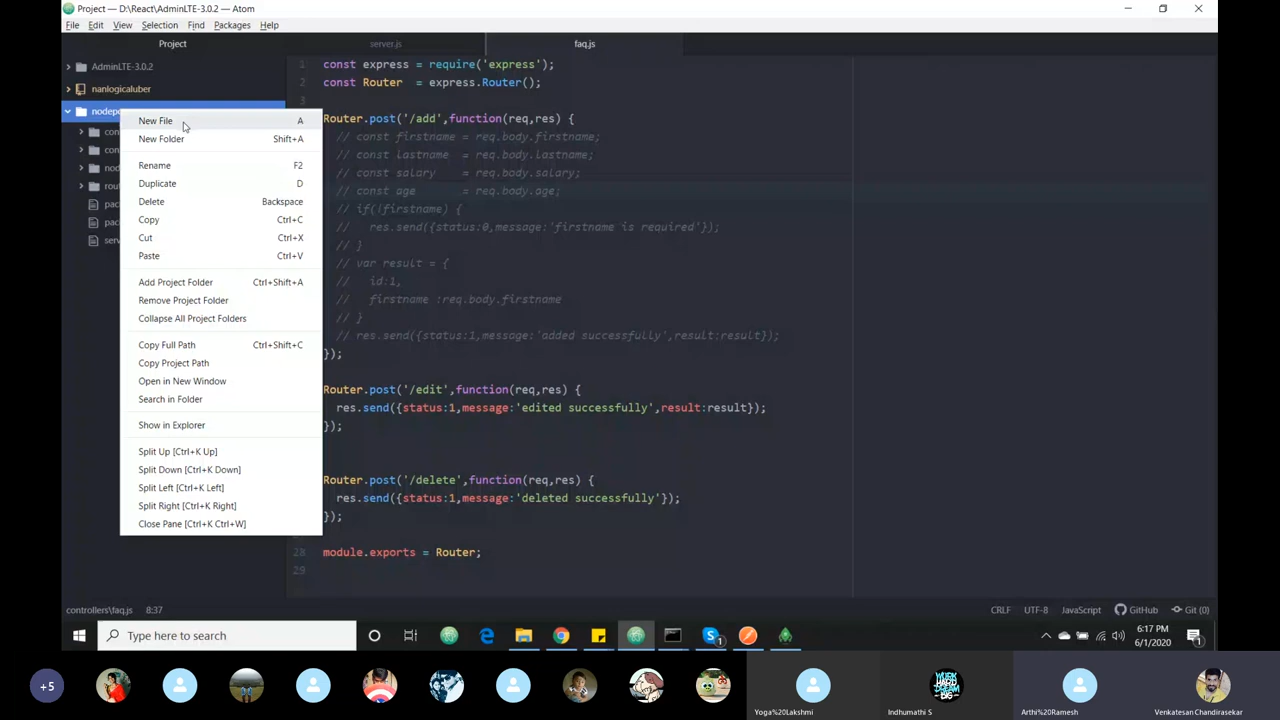 Project — D:\React\AdminLTE-3.0.2 — Atom
File Edit View Selection Find Packages Help
Project
server.js
faq.js
AdminLTE-3.0.2
nanlogicaluber
New File A
New Folder Shift+A
Rename F2
Duplicate D
Delete Backspace
Copy Ctrl+C
Cut Ctrl+X
Paste Ctrl+V
Add Project Folder Ctrl+Shift+A
Remove Project Folder
Collapse All Project Folders
Copy Full Path Ctrl+Shift+C
Copy Project Path
Open in New Window
Search in Folder
Show in Explorer
Split Up [Ctrl+K Up]
Split Down [Ctrl+K Down]
Split Left [Ctrl+K Left]
Split Right [Ctrl+K Right]
Close Pane [Ctrl+K Ctrl+W]
1 const express = require('express');
2 const Router = express.Router();
3
Router.post('/add',function(req,res) {
// const firstname = req.body.firstname;
// const lastname = req.body.lastname;
// const salary = req.body.salary;
// const age = req.body.age;
// if(!firstname) {
// res.send({status:0,message:'firstname is required'});
// }
// var result = {
// id:1,
// firstname :req.body.firstname
// }
// res.send({status:1,message:'added successfully',result:result});
});
Router.post('/edit',function(req,res) {
res.send({status:1,message:'edited successfully',result:result});
});
Router.post('/delete',function(req,res) {
res.send({status:1,message:'deleted successfully'});
});
28 module.exports = Router;
29
controllers\faq.js 8:37
CRLF UTF-8 JavaScript GitHub Git (0)
Type here to search
1
6:17 PM
6/1/2020
1
+5
Yoga%20Lakshmi
Indhumathi S
Arthi%20Ramesh
Venkatesan Chandirasekar